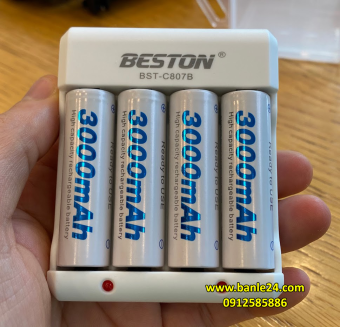 BESTON®
BST-C807B
3000mAh
High capacity rechargeable battery
Ready to USE
3000mAh
High capacity rechargeable battery
Ready to USE
3000mAh
High capacity rechargeable battery
Ready to USE
3000mAh
High capacity rechargeable battery
Ready to USE
www.banle24.com
0912585886